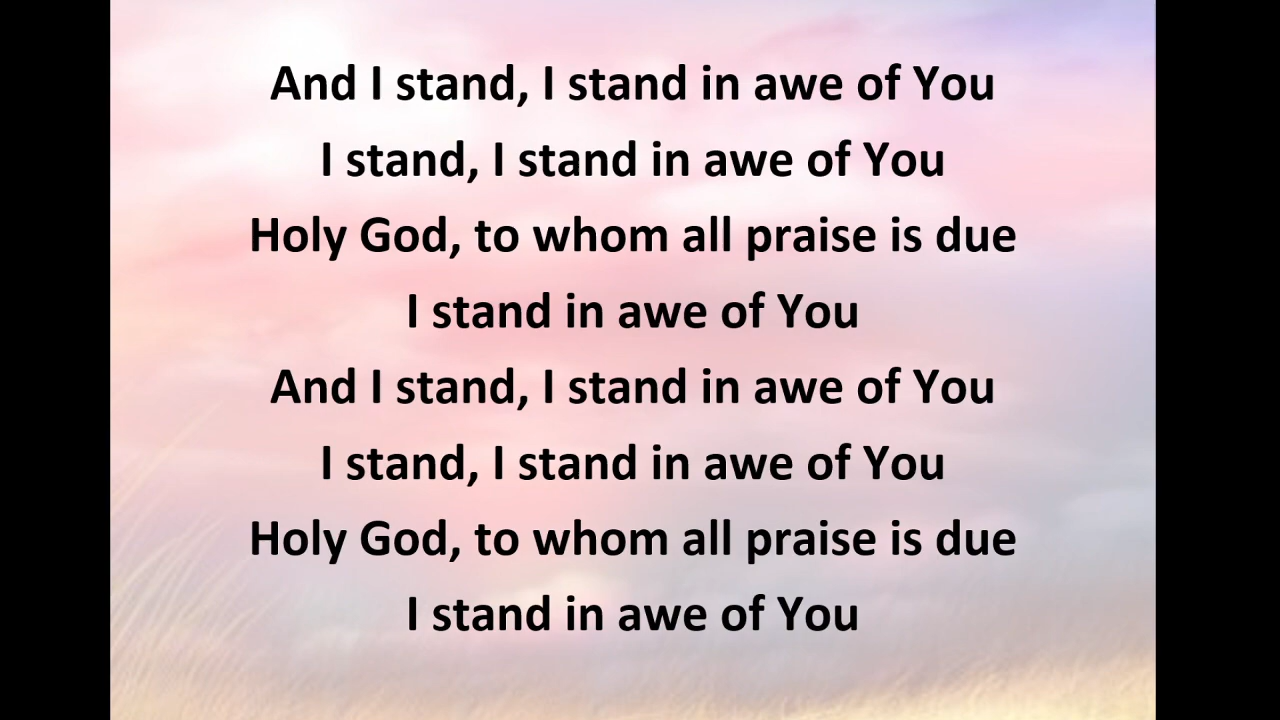 And I stand, I stand in awe of You
I stand, I stand in awe of You
Holy God, to whom all praise is due
I stand in awe of You
And I stand, I stand in awe of You
I stand, I stand in awe of You
Holy God, to whom all praise is due
I stand in awe of You